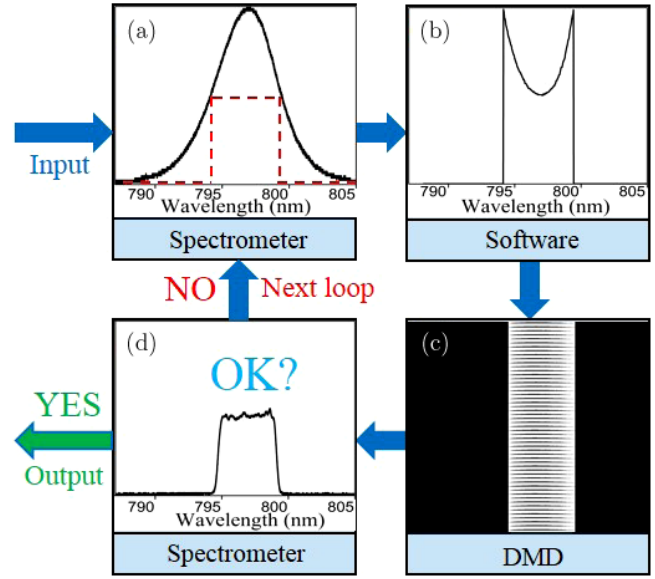 (a)
790 795 800 805
Wavelength (nm)
Spectrometer
Input
(b)
790 795 800 805
Wavelength (nm)
Software
NO Next loop
(d)
OK?
790 795 800 805
Wavelength (nm)
Spectrometer
YES
Output
(c)
DMD